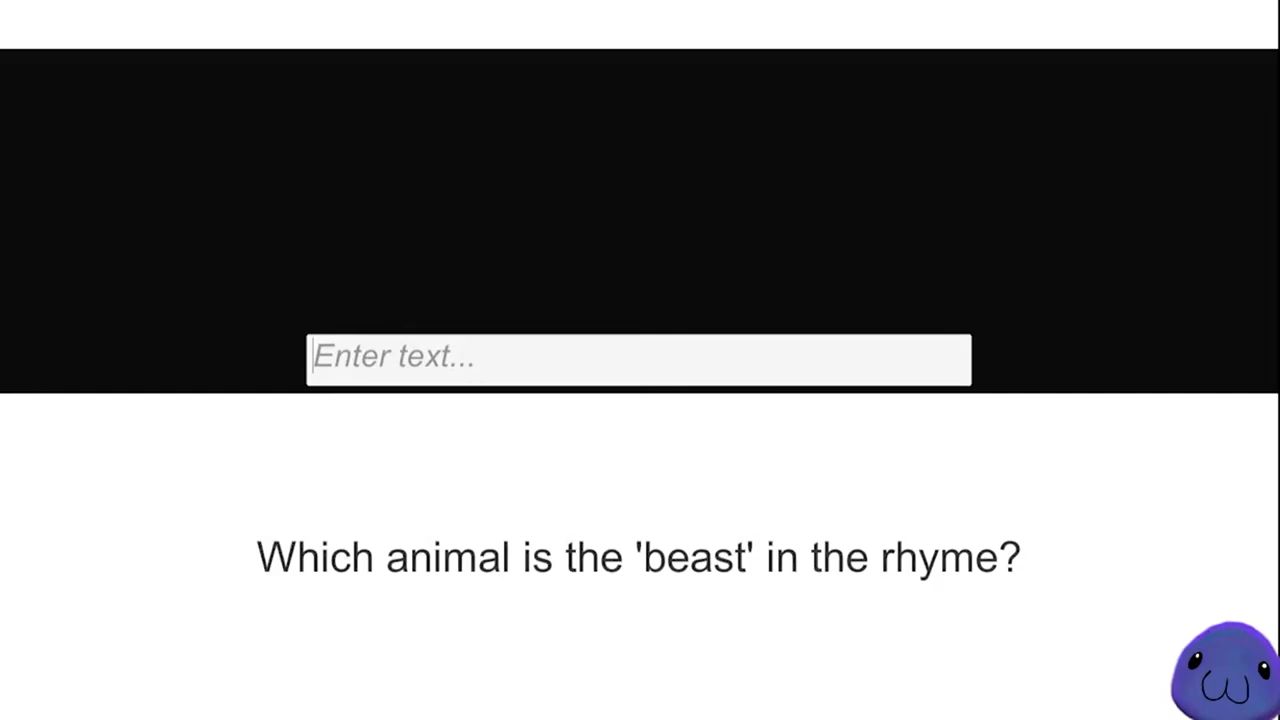 Enter text...
Which animal is the 'beast' in the rhyme?